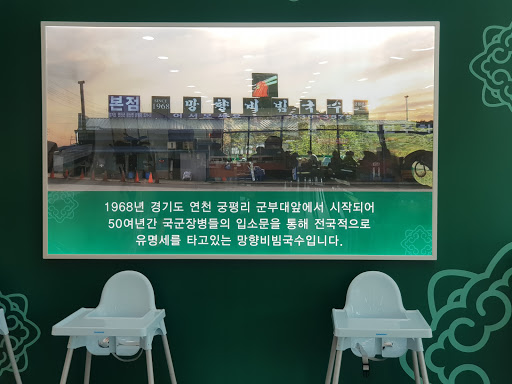 본점 SINCE 1968 망향비빔국수
1968년 경기도 연천 궁평리 군부대앞에서 시작되어
50여년간 국군장병들의 입소문을 통해 전국적으로
유명세를 타고있는 망향비빔국수입니다.